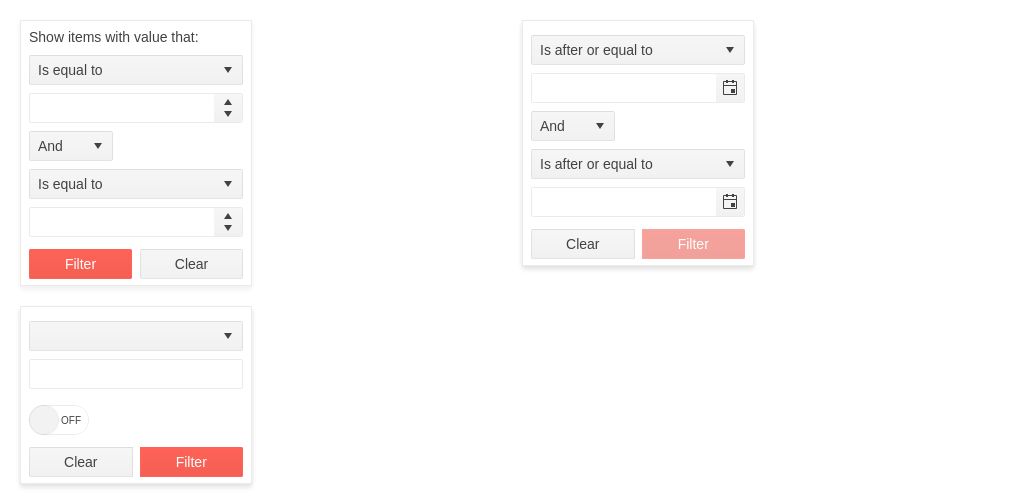 Show items with value that:
Is equal to
And
Is equal to
Filter Clear
Is after or equal to
And
Is after or equal to
Clear Filter
OFF
Clear Filter